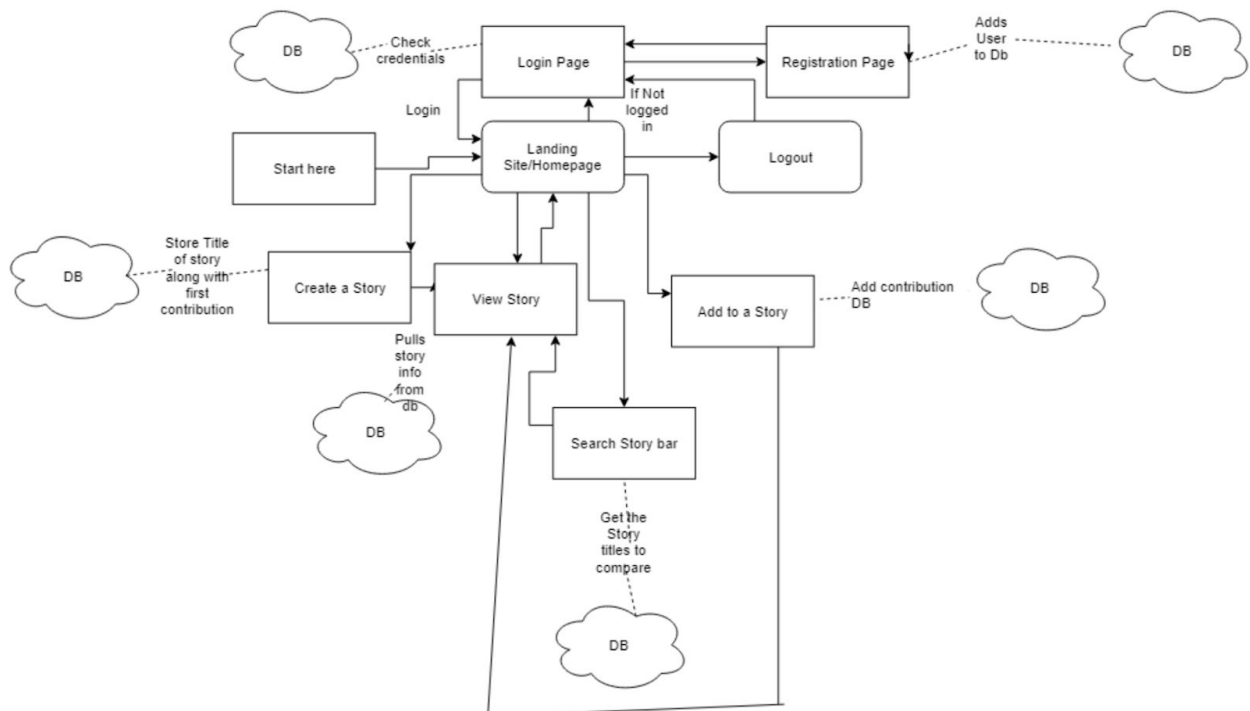 DB
Check
credentials
Login Page
Registration Page
Adds
User
to Db
DB
Login
If Not
logged
in
Start here
Landing
Site/Homepage
Logout
DB
Store Title
of story
along with
first
contribution
Create a Story
View Story
Add to a Story
Add contribution
DB
DB
Pulls
story
info
from
db
DB
Search Story bar
Get the
Story
titles to
compare
DB